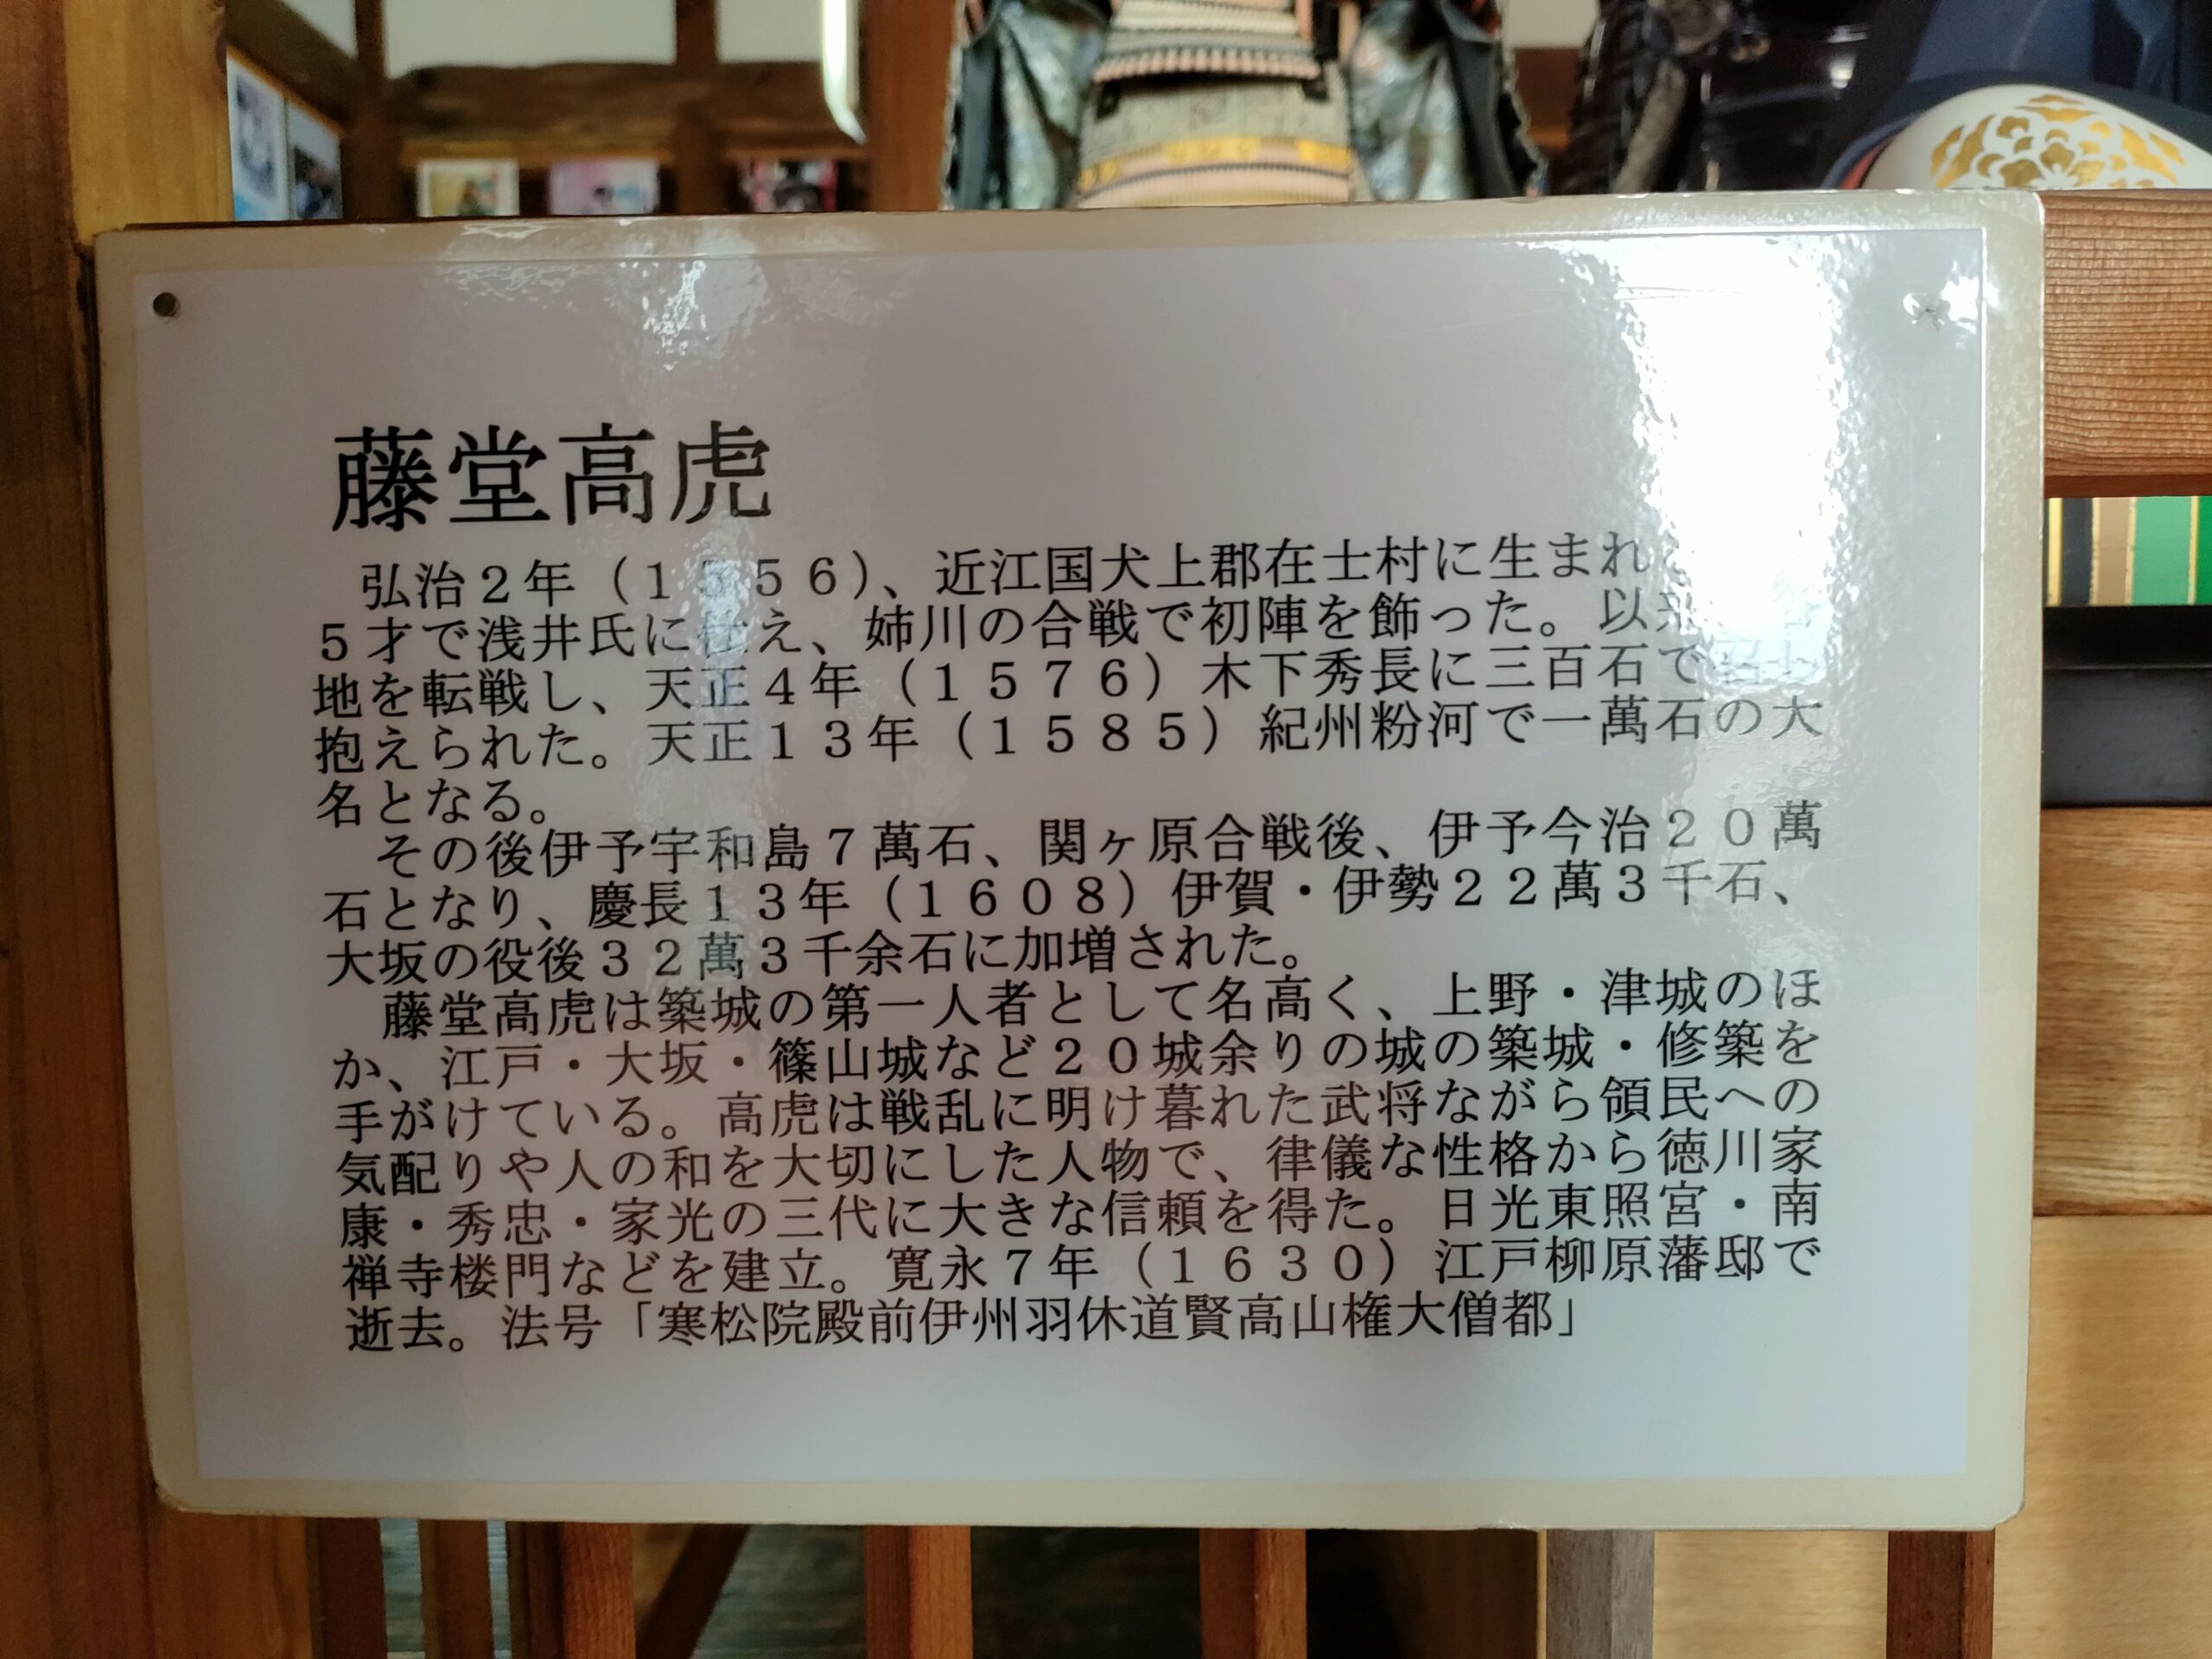 藤堂高虎
弘治２年（１５５６）、近江国犬上郡在士村に生まれ
５才で浅井氏に仕え、姉川の合戦で初陣を飾った。以来
地を転戦し、天正４年（１５７６）木下秀長に三百石で
抱えられた。天正１３年（１５８５）紀州粉河で一萬石の大
名となる。
その後伊予宇和島７萬石、関ヶ原合戦後、伊予今治２０萬
石となり、慶長１３年（１６０８）伊賀・伊勢２２萬３千石、
大坂の役後３２萬３千余石に加増された。
藤堂高虎は築城の第一人者として名高く、上野・津城のほ
か、江戸・大坂・篠山城など２０城余りの城の築城・修築を
手がけている。高虎は戦乱に明け暮れた武将ながら領民への
気配りや人の和を大切にした人物で、律儀な性格から徳川家
康・秀忠・家光の三代に大きな信頼を得た。日光東照宮・南
禅寺楼門などを建立。寛永７年（１６３０）江戸柳原藩邸で
逝去。法号「寒松院殿前伊州羽休道賢高山権大僧都」